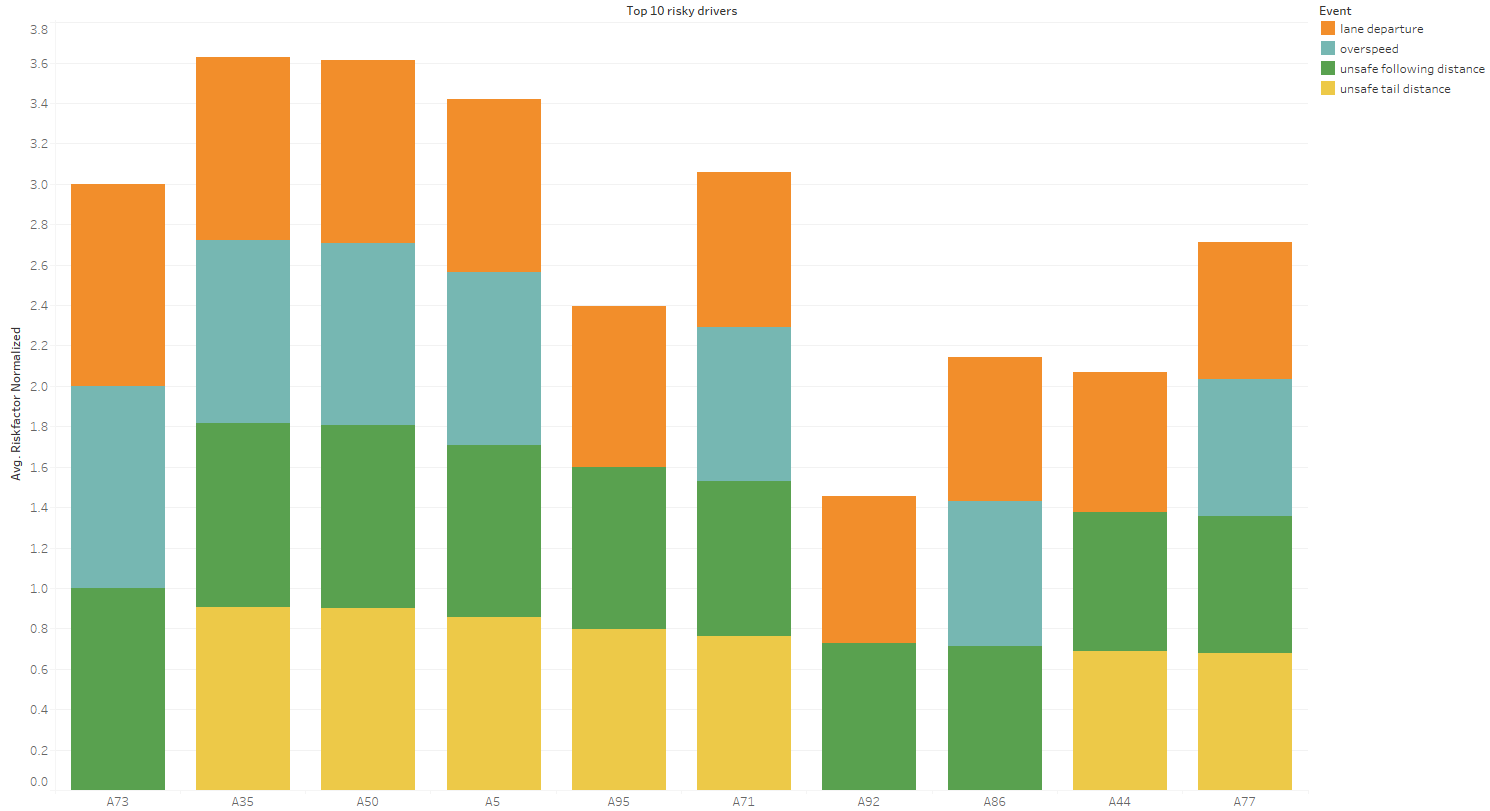 Top 10 risky drivers
Event
lane departure
overspeed
unsafe following distance
unsafe tail distance
Avg. Riskfactor Normalized
3.8
3.6
3.4
3.2
3.0
2.8
2.6
2.4
2.2
2.0
1.8
1.6
1.4
1.2
1.0
0.8
0.6
0.4
0.2
0.0
A73 A35 A50 A5 A95 A71 A92 A86 A44 A77